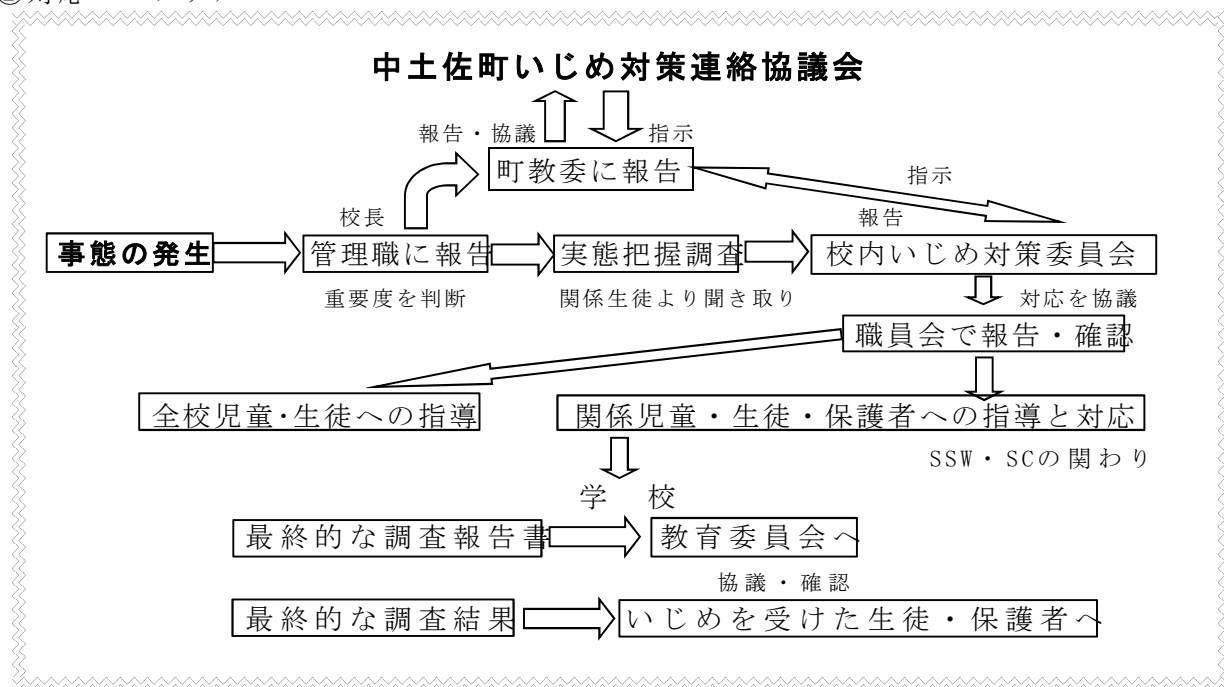 中土佐町いじめ対策連絡協議会
報告・協議
指示
町教委に報告
指示
校長
報告
事態の発生
管理職に報告
実態把握調査
校内いじめ対策委員会
重要度を判断
関係生徒より聞き取り
対応を協議
職員会で報告・確認
全校児童・生徒への指導
関係児童・生徒・保護者への指導と対応
SSW・SCの関わり
学　校
最終的な調査報告書
教育委員会へ
協議・確認
最終的な調査結果
いじめを受けた生徒・保護者へ